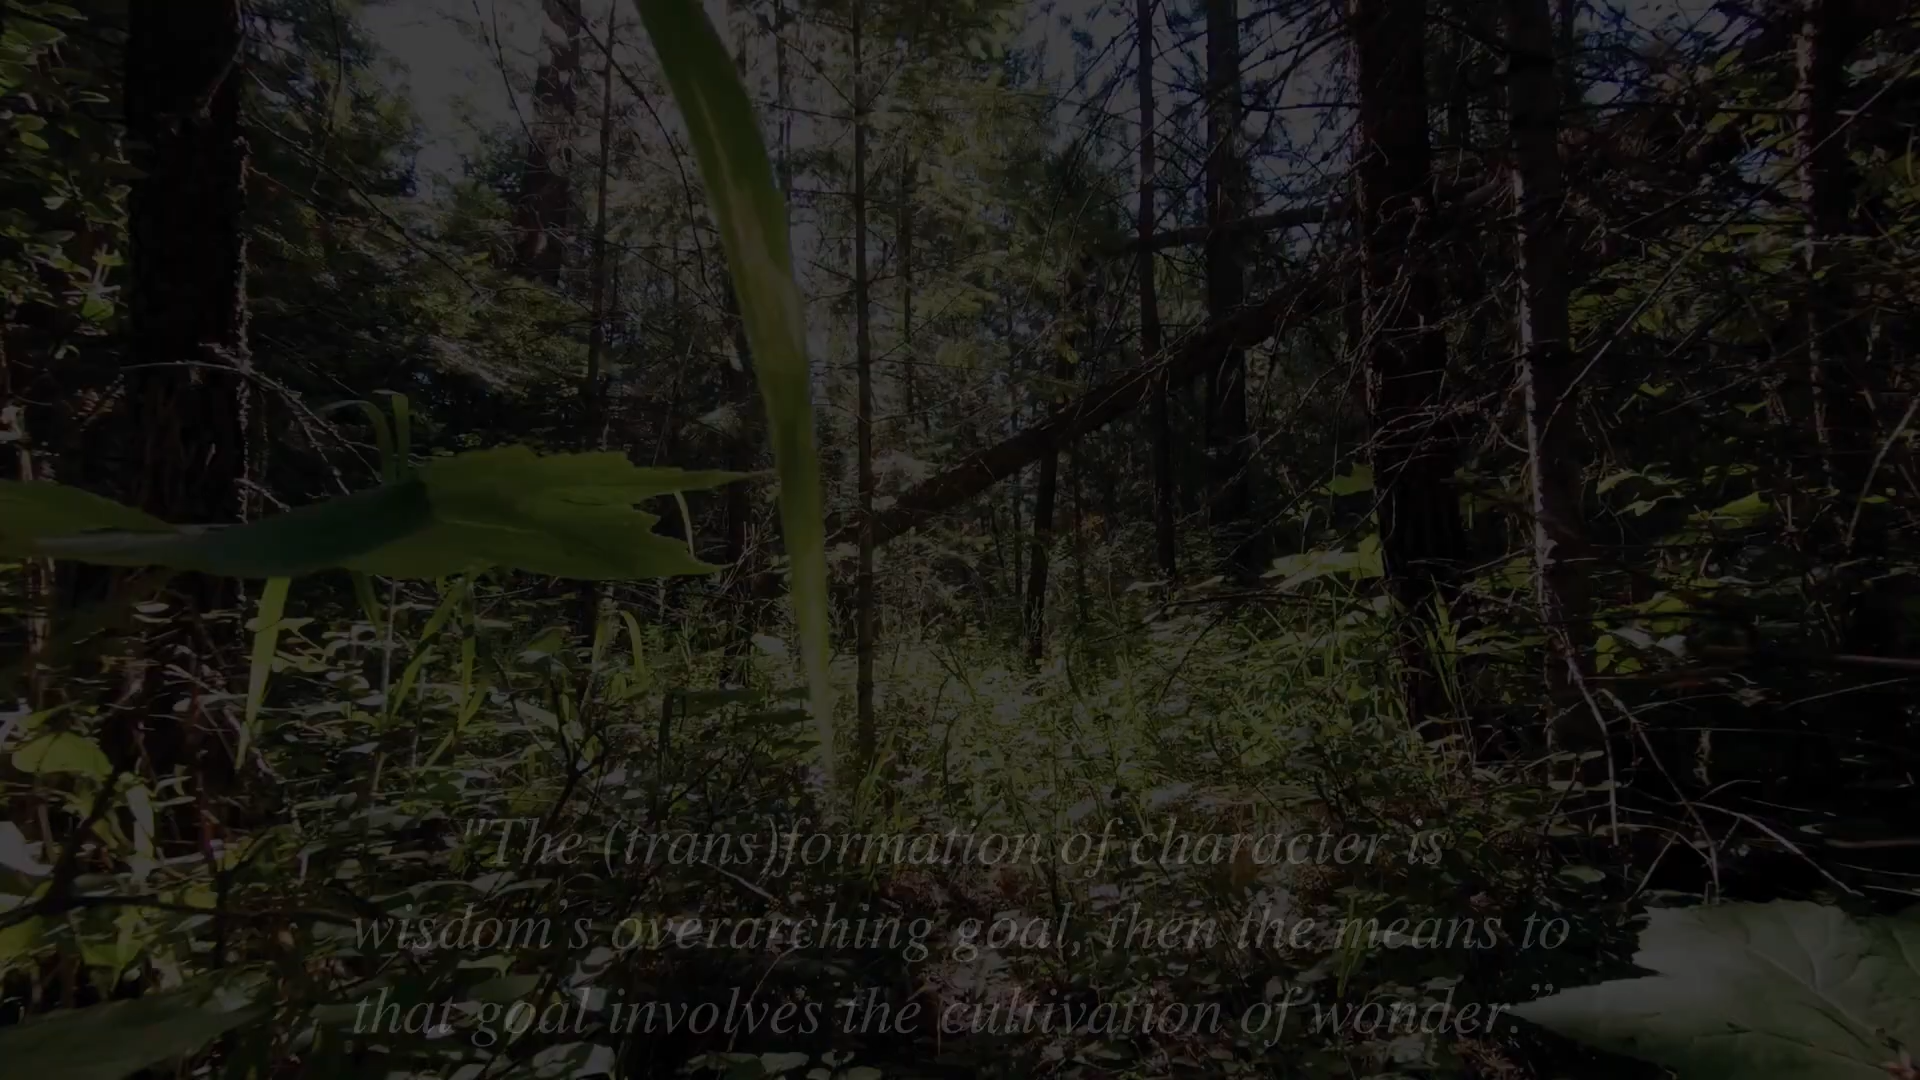 "The (trans)formation of character is
wisdom’s overarching goal, then the means to
that goal involves the cultivation of wonder.”